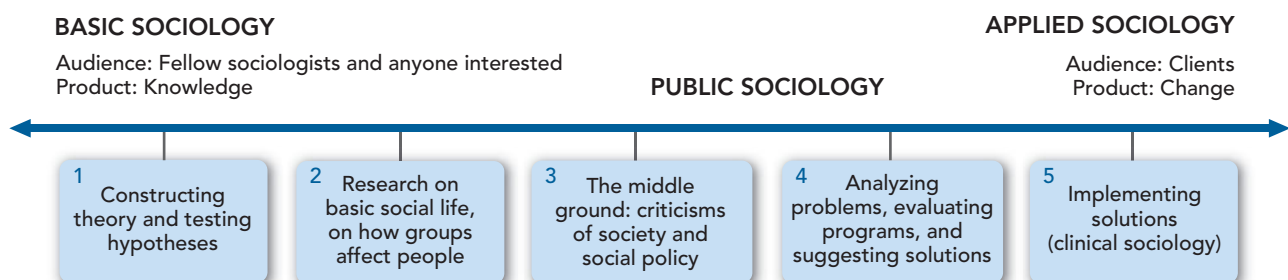 BASIC SOCIOLOGY
Audience: Fellow sociologists and anyone interested
Product: Knowledge
PUBLIC SOCIOLOGY
APPLIED SOCIOLOGY
Audience: Clients
Product: Change
1
Constructing
theory and testing
hypotheses
2
Research on
basic social life,
on how groups
affect people
3
The middle
ground: criticisms
of society and
social policy
4
Analyzing
problems, evaluating
programs, and
suggesting solutions
5
Implementing
solutions
(clinical sociology)